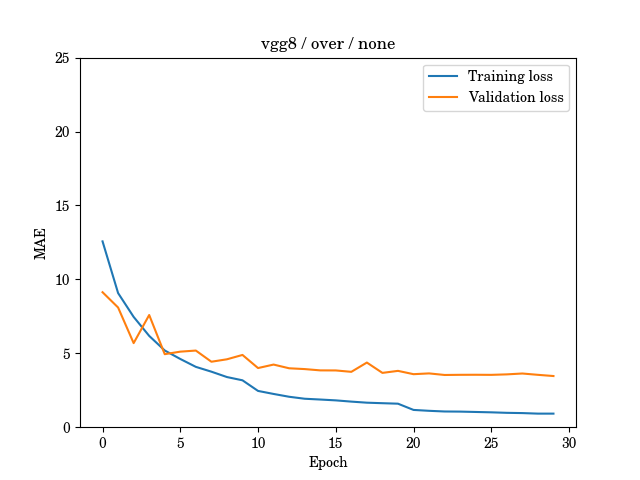 vgg8 / over / none
25
20
15
10
5
0
MAE
Training loss
Validation loss
0 5 10 15 20 25 30
Epoch